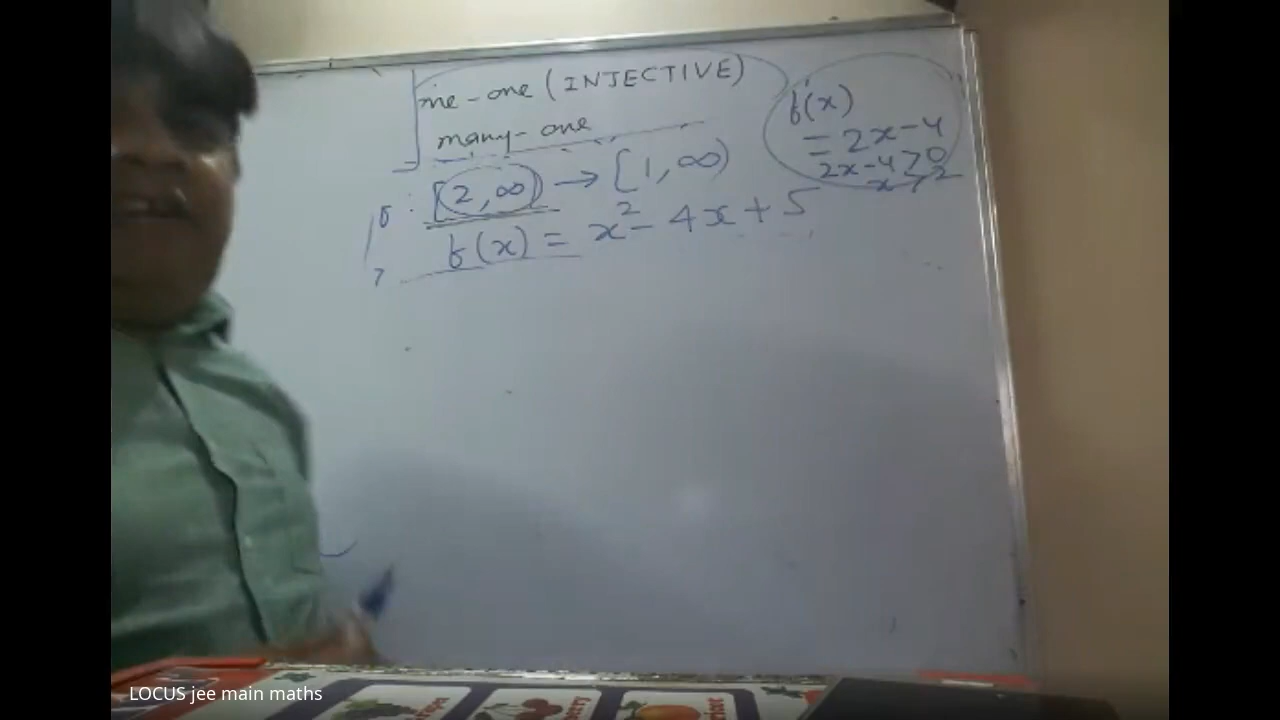 one-one (INJECTIVE)
many-one
f : [2, ∞) → [1, ∞)
f(x) = x² - 4x + 5
f'(x)
= 2x-4
2x-4 > 0
x > 2
LOCUS jee main maths